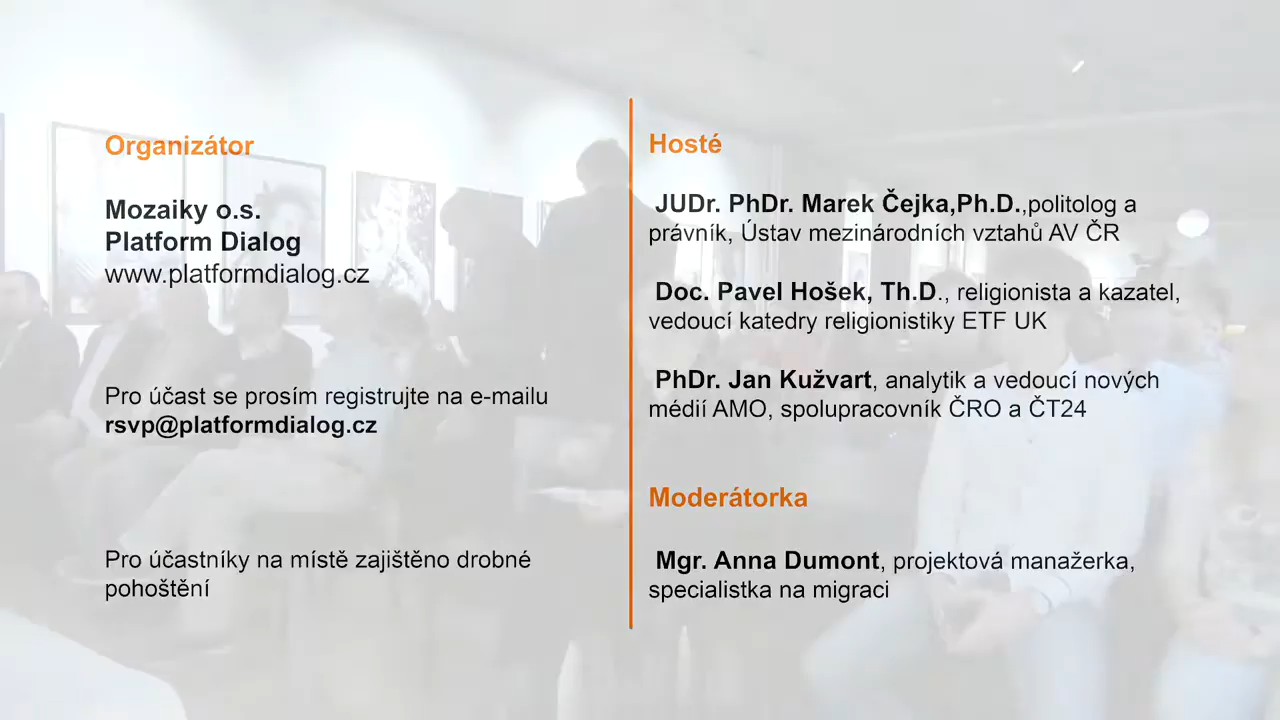 Organizátor
Mozaiky o.s.
Platform Dialog
www.platformdialog.cz
Pro účast se prosím registrujte na e-mailu
rsvp@platformdialog.cz
Pro účastníky na místě zajištěno drobné
pohoštění
Hosté
JUDr. PhDr. Marek Čejka,Ph.D.,politolog a
právník, Ústav mezinárodních vztahů AV ČR
Doc. Pavel Hošek, Th.D., religionista a kazatel,
vedoucí katedry religionistiky ETF UK
PhDr. Jan Kužvart, analytik a vedoucí nových
médií AMO, spolupracovník ČRO a ČT24
Moderátorka
Mgr. Anna Dumont, projektová manažerka,
specialistka na migraci